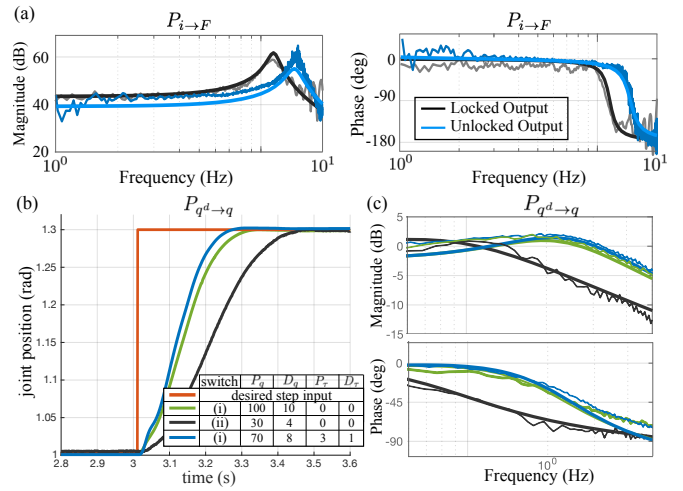 (a)
P_{i→F}
Magnitude (dB)
60
40
20
10^0
10^1
Frequency (Hz)
P_{i→F}
Phase (deg)
0
-90
-180
Locked Output
Unlocked Output
10^0
10^1
Frequency (Hz)
(b)
P_{q^d→q}
joint position (rad)
1.3
1.25
1.2
1.15
1.1
1.05
1
2.8
2.9
3
3.1
3.2
3.3
3.4
3.5
3.6
time (s)
switch P_q D_q P_τ D_τ
desired step input
(i) 100 10 0 0
(ii) 30 4 0 0
(i) 70 8 3 1
(c)
P_{q^d→q}
Magnitude (dB)
5
0
-5
-10
-15
Phase (deg)
0
-45
-90
10^0
Frequency (Hz)